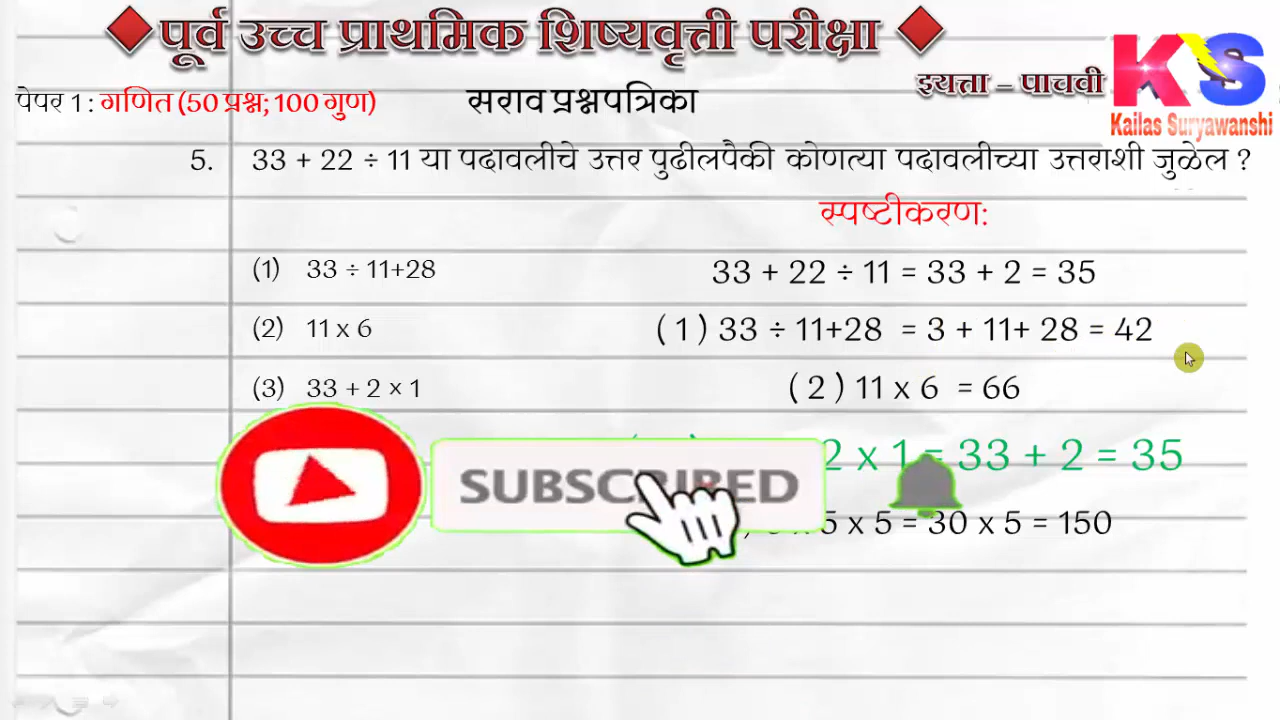 पूर्व उच्च प्राथमिक शिष्यवृत्ती परीक्षा
KS
Kailas Suryawanshi
इयत्ता – पाचवी
पेपर 1 : गणित (50 प्रश्न; 100 गुण)
सराव प्रश्नपत्रिका
5. 33 + 22 ÷ 11 या पदावलीचे उत्तर पुढीलपैकी कोणत्या पदावलीच्या उत्तराशी जुळेल ?
स्पष्टीकरण:
(1) 33 ÷ 11+28
33 + 22 ÷ 11 = 33 + 2 = 35
(2) 11 x 6
( 1 ) 33 ÷ 11+28 = 3 + 11+ 28 = 42
(3) 33 + 2 × 1
( 2 ) 11 x 6 = 66
2 x 1 = 33 + 2 = 35
SUBSCRIBED
5 x 5 = 30 x 5 = 150